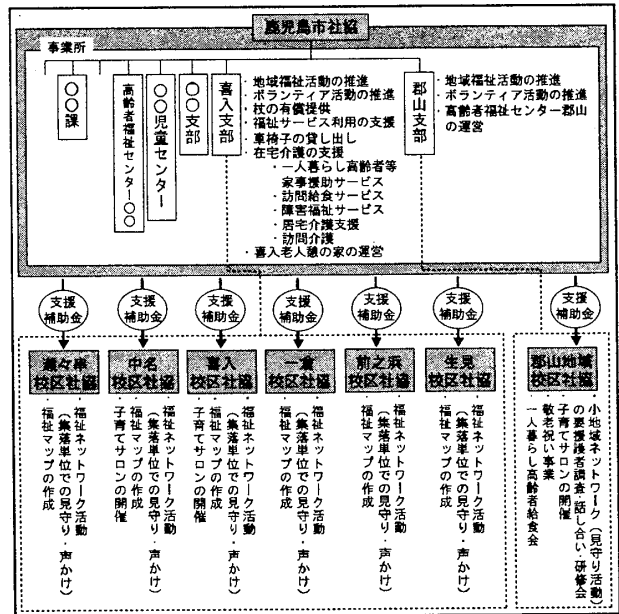 鹿児島市社協
事業所
〇〇課
高齢者福祉センター〇〇
〇〇児童センター
〇〇支部
喜入支部
・地域福祉活動の推進
・ボランティア活動の推進
・杖の有償提供
・福祉サービス利用の支援
・車椅子の貸し出し
・在宅介護の支援
・一人暮らし高齢者等
家事援助サービス
・訪問給食サービス
・障害福祉サービス
・居宅介護支援
・訪問介護
・喜入老人憩の家の運営
郡山支部
・地域福祉活動の推進
・ボランティア活動の推進
・高齢者福祉センター郡山
の運営
支援
補助金
支援
補助金
支援
補助金
支援
補助金
支援
補助金
支援
補助金
支援
補助金
瀬々串
校区社協
・福祉ネットワーク活動
(集落単位での見守り・声かけ)
・福祉マップの作成
中名
校区社協
・福祉ネットワーク活動
(集落単位での見守り・声かけ)
・福祉マップの作成
・子育てサロンの開催
喜入
校区社協
・福祉ネットワーク活動
(集落単位での見守り・声かけ)
・福祉マップの作成
・子育てサロンの開催
一倉
校区社協
・福祉ネットワーク活動
(集落単位での見守り・声かけ)
・福祉マップの作成
前之浜
校区社協
・福祉ネットワーク活動
(集落単位での見守り・声かけ)
・福祉マップの作成
生見
校区社協
・福祉ネットワーク活動
(集落単位での見守り・声かけ)
・福祉マップの作成
郡山地域
校区社協
・小地域ネットワーク(見守り活動)
の要援護者調査・話し合い・研修会
・子育てサロンの開催
・敬老祝い事業
・一人暮らし高齢者給食会